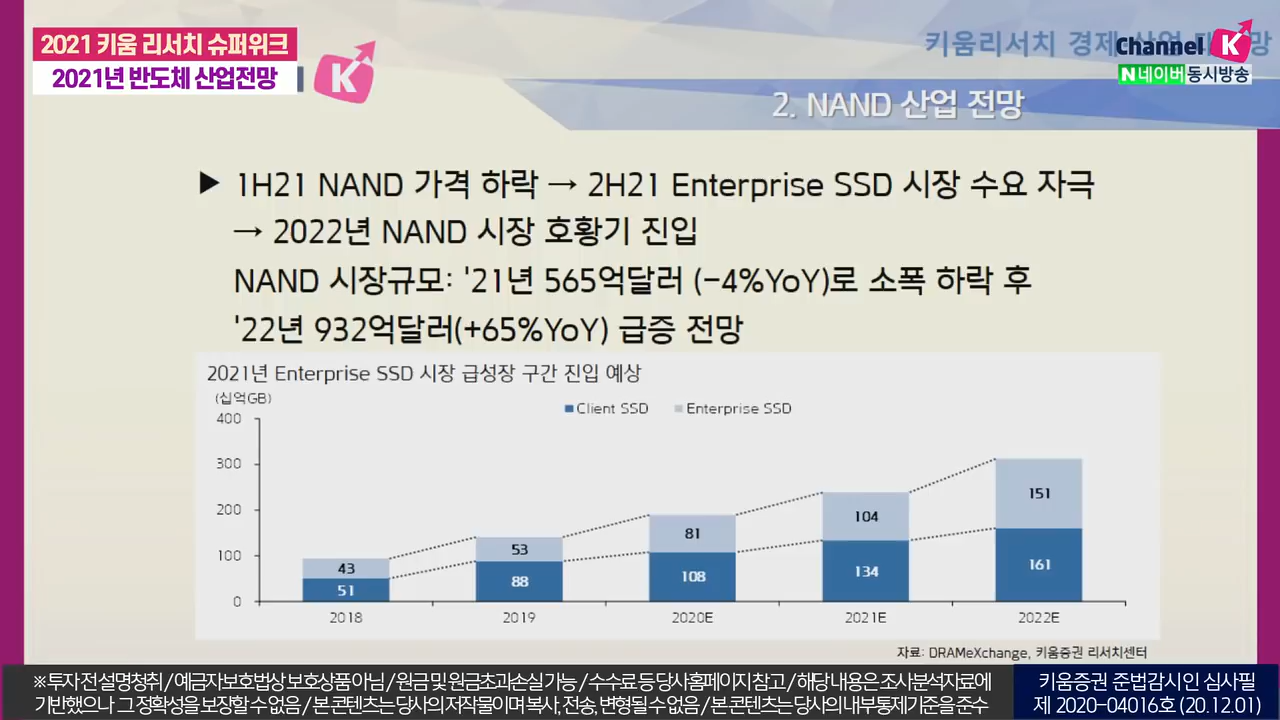 2021 키움 리서치 슈퍼위크
2021년 반도체 산업전망
K
키움리서치 경제
Channel K
N 네이버 동시방송
2. NAND 산업 전망
▶ 1H21 NAND 가격 하락 → 2H21 Enterprise SSD 시장 수요 자극
→ 2022년 NAND 시장 호황기 진입
NAND 시장규모: '21년 565억달러 (-4%YoY)로 소폭 하락 후
'22년 932억달러(+65%YoY) 급증 전망
2021년 Enterprise SSD 시장 급성장 구간 진입 예상
(십억GB)
Client SSD Enterprise SSD
400
300
200
100
0
43 53 81 104 151
51 88 108 134 161
2018 2019 2020E 2021E 2022E
자료: DRAMeXchange, 키움증권 리서치센터
※ 투자 전 설명청취 / 예금자보호법상 보호상품 아님 / 원금 및 원금초과손실 가능 / 수수료 등 당사홈페이지 참고 / 해당 내용은 조사분석자료에
기반했으나 그 정확성을 보장할 수 없음 / 본 콘텐츠는 당사의 저작물이며 복사, 전송, 변형될 수 없음 / 본 콘텐츠는 당사의 내부통제기준을 준수
키움증권 준법감시인 심사필
제 2020-04016호 (20.12.01)